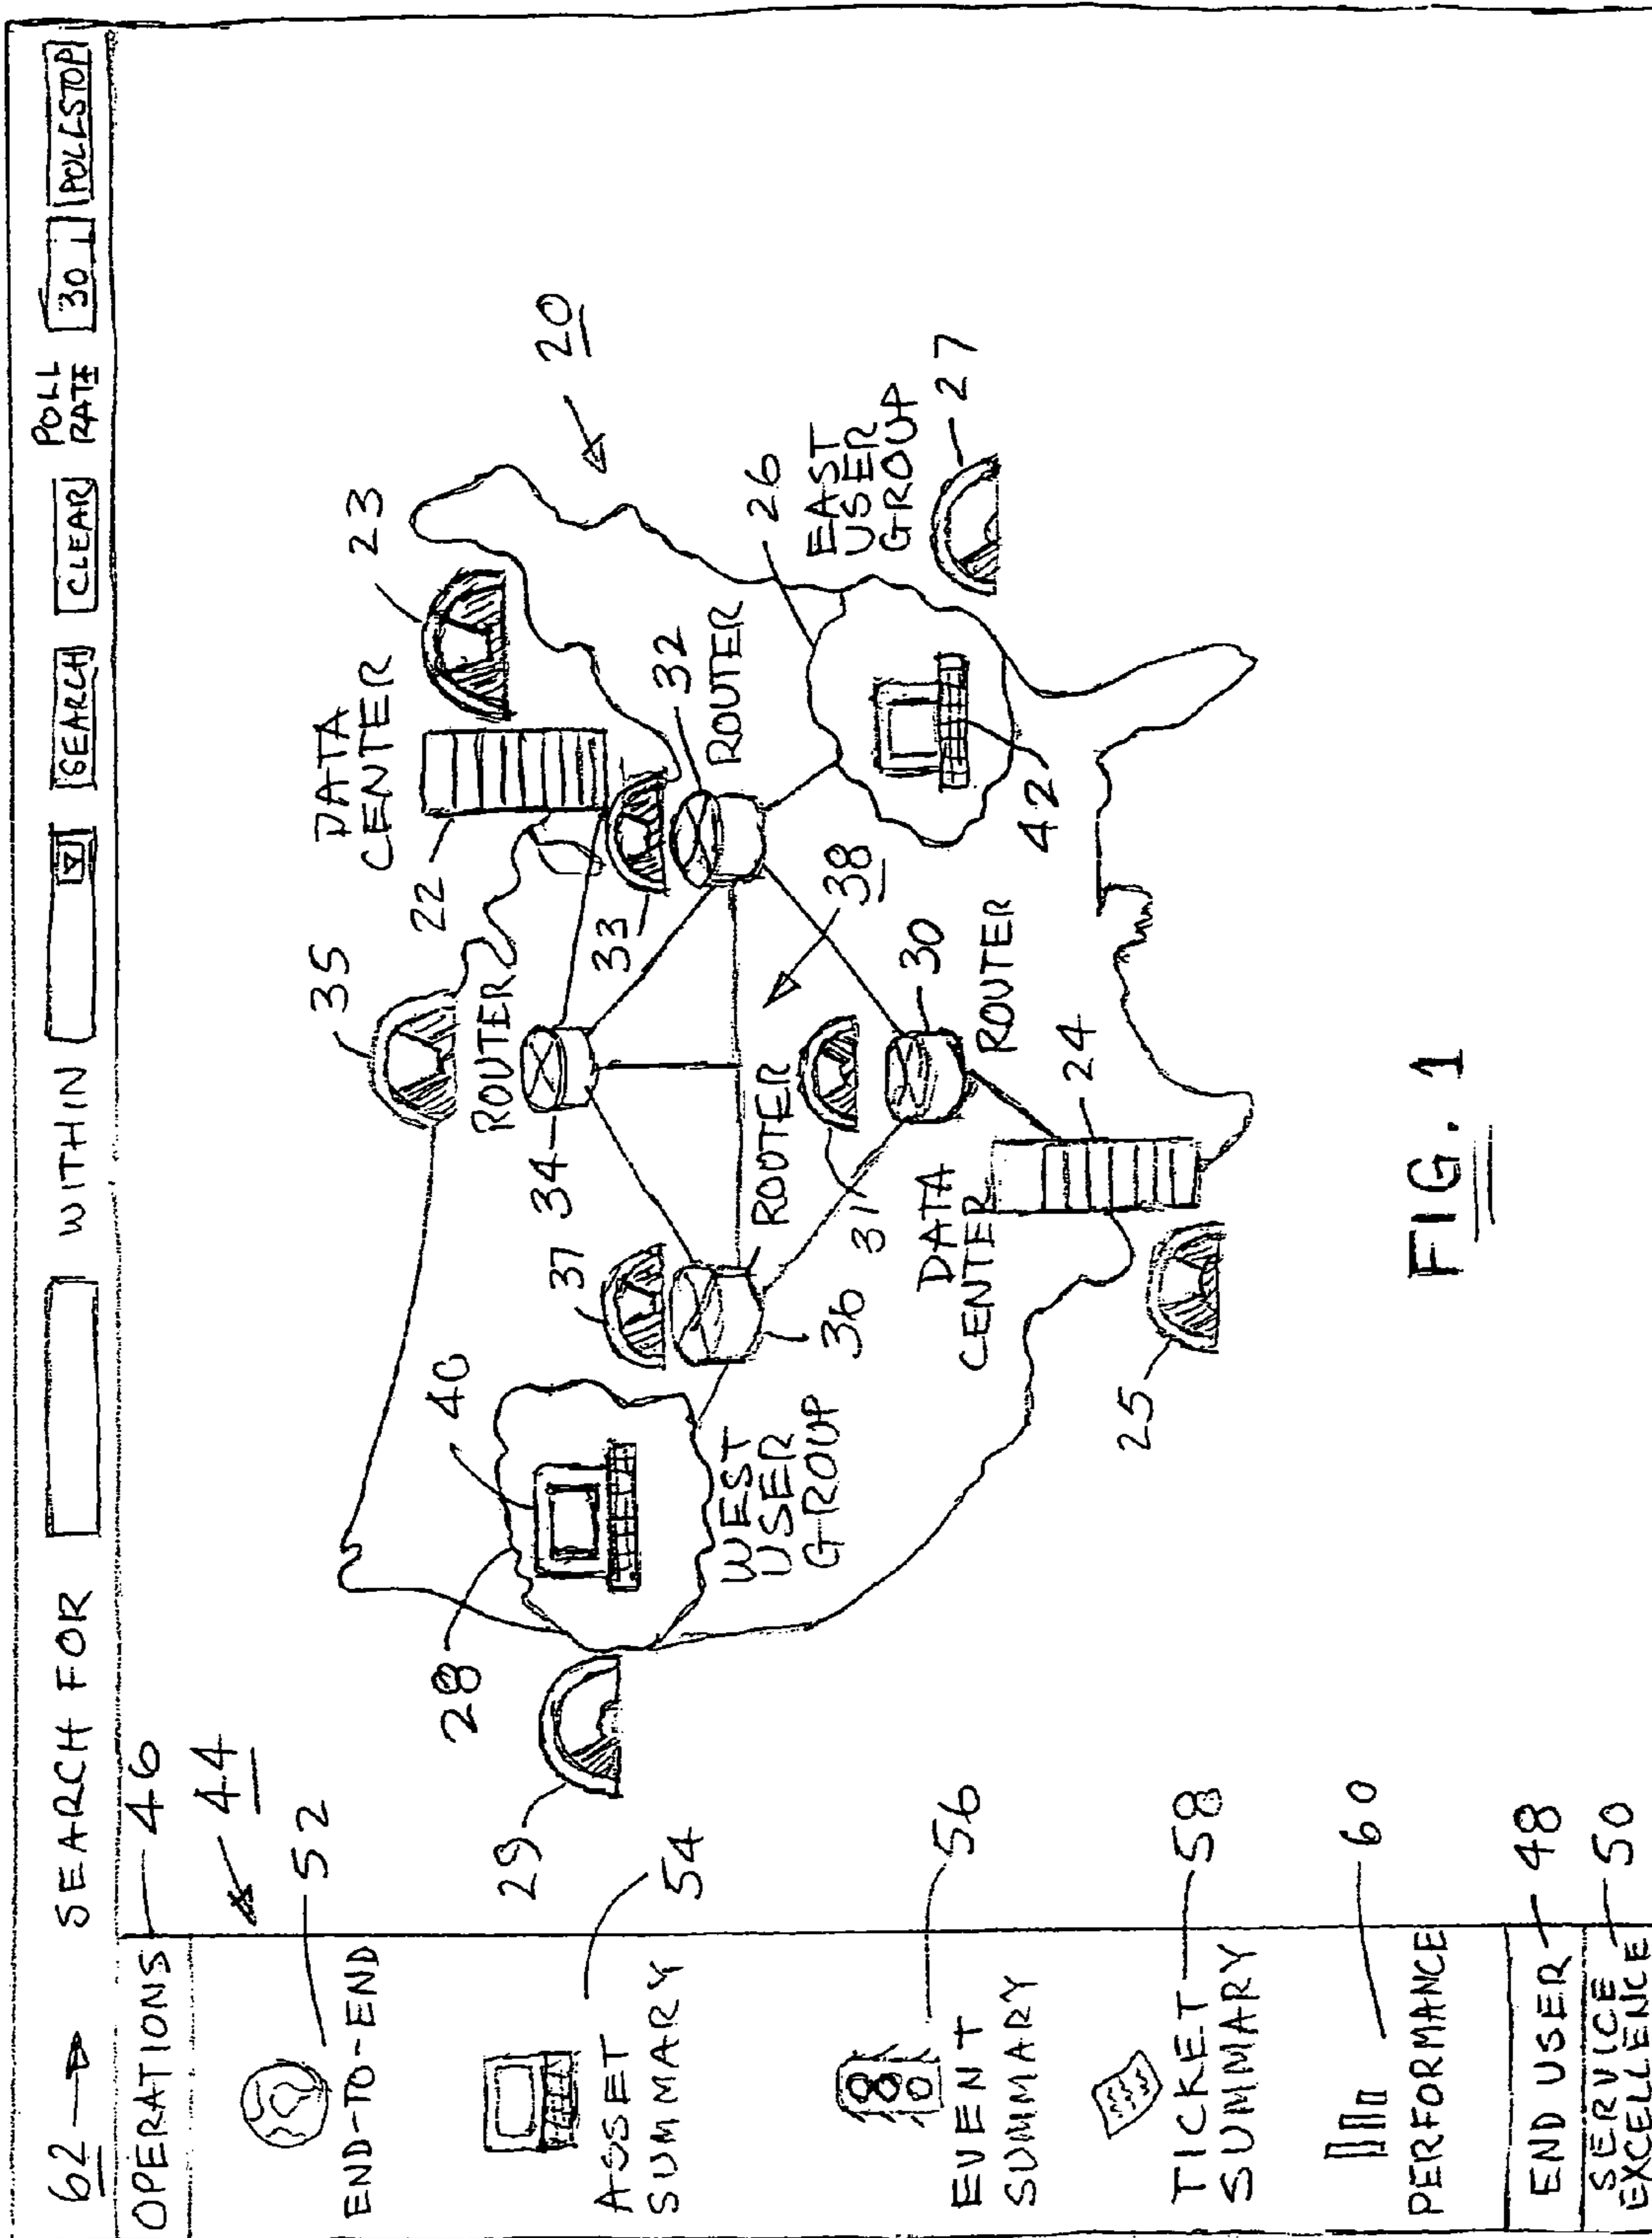 62 SEARCH FOR WITHIN SEARCH CLEAR POLL RATE 30 POLL STOP
OPERATIONS 46
44
52
END-TO-END
54
ASSET
SUMMARY
56
EVENT
SUMMARY
58
TICKET
SUMMARY
60
PERFORMANCE
END USER 48
SERVICE 50
EXCELLENCE
35
23
DATA
CENTER
22
20
ROUTER
34
33
32
ROUTER
28
40
29
37
WEST
USER
GROUP
36
ROUTER
38
31
30
ROUTER
26
EAST
USER
GROUP
27
42
DATA
CENTER
24
25
FIG. 1